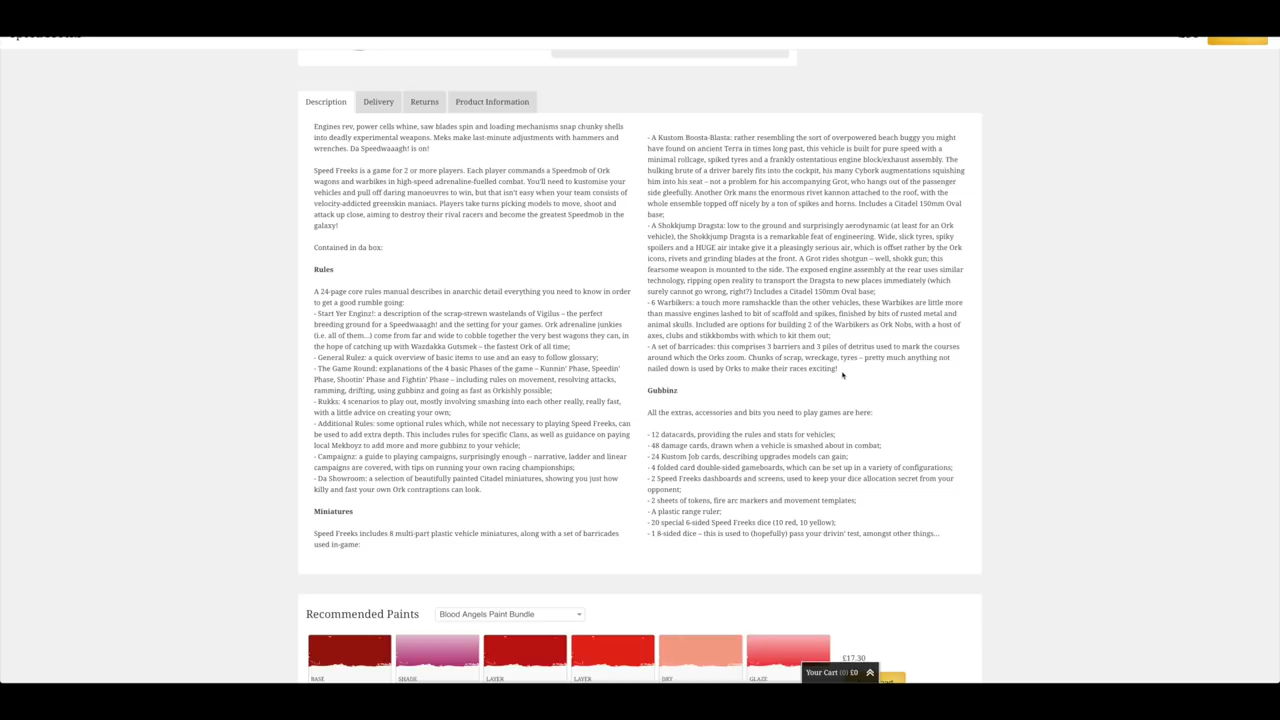 Description
Delivery
Returns
Product Information
Engines rev, power cells whine, saw blades spin and loading mechanisms snap chunky shells
into deadly experimental weapons. Meks make last-minute adjustments with hammers and
wrenches. Da Speedwaaagh! is on!
Speed Freeks is a game for 2 or more players. Each player commands a Speedmob of Ork
wagons and warbikes in high-speed adrenaline-fuelled combat. You'll need to kustomise your
vehicles and pull off daring manoeuvres to win, but that isn't easy when your team consists of
velocity-addicted greenskin maniacs. Players take turns picking models to move, shoot and
attack up close, aiming to destroy their rival racers and become the greatest Speedmob of the
galaxy!
Contained in da box:
Rules
A 24-page core rules manual describes in anarchic detail everything you need to know in order
to get a good rumble going:
- Start Yer Enginz!: a description of the scrap-strewn wastelands of Vigilus – the perfect
breeding ground for a Speedwaaagh! and the setting for your games. Ork adrenaline junkies
(i.e. all of them...) come from far and wide to cobble together the very best wagons they can, in
the hope of catching up with Wazdakka Gutsmek – the fastest Ork of all time;
- General Rulez: a quick overview of basic items to use and an easy to follow glossary;
- The Game Round: explanations of the 4 basic Phases of the game – Kunnin' Phase, Speedin'
Phase, Shootin' Phase and Fightin' Phase – including rules on movement, resolving attacks,
ramming, drifting, using gubbinz and going as fast as Orkishly possible;
- Rukks: 4 scenarios to play out, mostly involving smashing into each other really, really fast,
with a little advice on creating your own;
- Additional Rules: some optional rules which, while not necessary to playing Speed Freeks, can
be used to add extra depth. This includes rules for specific Clans, as well as guidance on paying
local Mekboyz to add more and more gubbinz to your vehicle;
- Campaignz: a guide to playing campaigns, surprisingly enough – narrative, ladder and linear
campaigns are covered, with tips on running your own racing championships;
- Da Showroom: a selection of beautifully painted Citadel miniatures, showing you just how
killy and fast your own Ork contraptions can look.
Miniatures
Speed Freeks includes 8 multi-part plastic vehicle miniatures, along with a set of barricades
used in-game:
- A Kustom Boosta-Blasta: rather resembling the sort of overpowered beach buggy you might
have found on ancient Terra in times long past, this vehicle is built for pure speed with a
minimal rollcage, spiked tyres and a frankly ostentatious engine block/exhaust assembly. The
hulking brute of a driver barely fits into the cockpit, his many Cybork augmentations squishing
him into his seat – not a problem for his accompanying Grot, who hangs out of the passenger
side gleefully. Another Ork mans the enormous rivet kannon attached to the roof, with the
whole ensemble topped off nicely by a ton of spikes and horns. Includes a Citadel 150mm Oval
base;
- A Shokkjump Dragsta: low to the ground and surprisingly aerodynamic (at least for an Ork
vehicle), the Shokkjump Dragsta is a remarkable feat of engineering. Wide, slick tyres, spiky
spoilers and a HUGE air intake give it a pleasingly serious air, which is offset rather by the Ork
icons, rivets and grinding blades at the front. A Grot rides shotgun – well, shokk gun; this
fearsome weapon is mounted to the side. The exposed engine assembly at the rear uses similar
technology, ripping open reality to transport the Dragsta to new places immediately (which
surely cannot go wrong, right?) Includes a Citadel 150mm Oval base;
- 6 Warbikers: a touch more ramshackle than the other vehicles, these Warbikes are little more
than massive engines lashed to bit of scaffold and spikes, finished by bits of rusted metal and
animal skulls. Included are options for building 2 of the Warbikers as Ork Nobs, with a host of
axes, clubs and stikkbombs with which to kit them out;
- A set of barricades: this comprises 3 barriers and 3 piles of detritus used to mark the courses
around which the Orks zoom. Chunks of scrap, wreckage, tyres – pretty much anything not
nailed down is used by Orks to make their races exciting!
Gubbinz
All the extras, accessories and bits you need to play games are here:
- 12 datacards, providing the rules and stats for vehicles;
- 48 damage cards, drawn when a vehicle is smashed about in combat;
- 24 Kustom Job cards, describing upgrades models can gain;
- 4 folded card double-sided gameboards, which can be set up in a variety of configurations;
- 2 Speed Freeks dashboards and screens, used to keep your dice allocation secret from your
opponent;
- 2 sheets of tokens, fire arc markers and movement templates;
- A plastic range ruler;
- 20 special 6-sided Speed Freeks dice (10 red, 10 yellow);
- 1 8-sided dice – this is used to (hopefully) pass your drivin' test, amongst other things...
Recommended Paints
Blood Angels Paint Bundle
£17.30
Your Cart (0) £0
BASE
SHADE
LAYER
LAYER
DRY
GLAZE